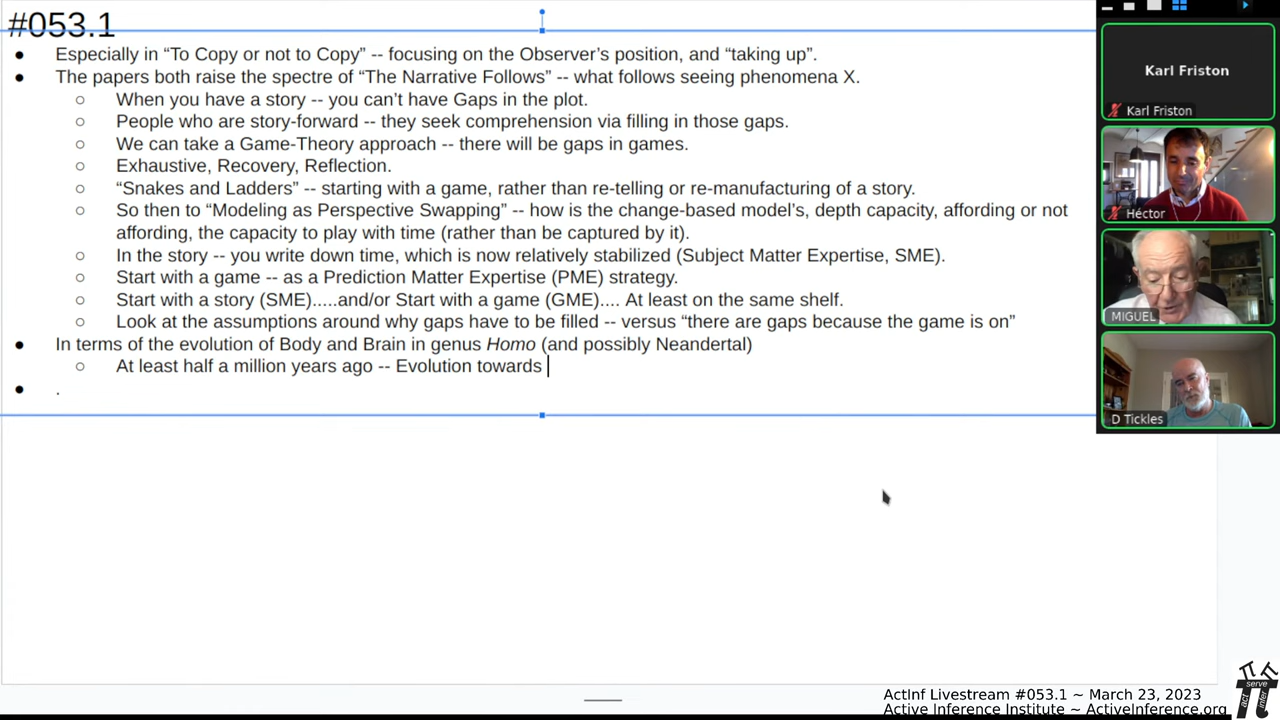 #053.1
● Especially in “To Copy or not to Copy” -- focusing on the Observer’s position, and “taking up”.
● The papers both raise the spectre of “The Narrative Follows” -- what follows seeing phenomena X.
○ When you have a story -- you can’t have Gaps in the plot.
○ People who are story-forward -- they seek comprehension via filling in those gaps.
○ We can take a Game-Theory approach -- there will be gaps in games.
○ Exhaustive, Recovery, Reflection.
○ “Snakes and Ladders” -- starting with a game, rather than re-telling or re-manufacturing of a story.
○ So then to “Modeling as Perspective Swapping” -- how is the change-based model’s, depth capacity, affording or not
affording, the capacity to play with time (rather than be captured by it).
○ In the story -- you write down time, which is now relatively stabilized (Subject Matter Expertise, SME).
○ Start with a game -- as a Prediction Matter Expertise (PME) strategy.
○ Start with a story (SME).....and/or Start with a game (GME).... At least on the same shelf.
○ Look at the assumptions around why gaps have to be filled -- versus “there are gaps because the game is on”
● In terms of the evolution of Body and Brain in genus Homo (and possibly Neandertal)
○ At least half a million years ago -- Evolution towards
● .
Karl Friston
Karl Friston
Héctor
MIGUEL
D Tickles
ActInf Livestream #053.1 ~ March 23, 2023
Active Inference Institute ~ ActiveInference.org
serve
act
infer